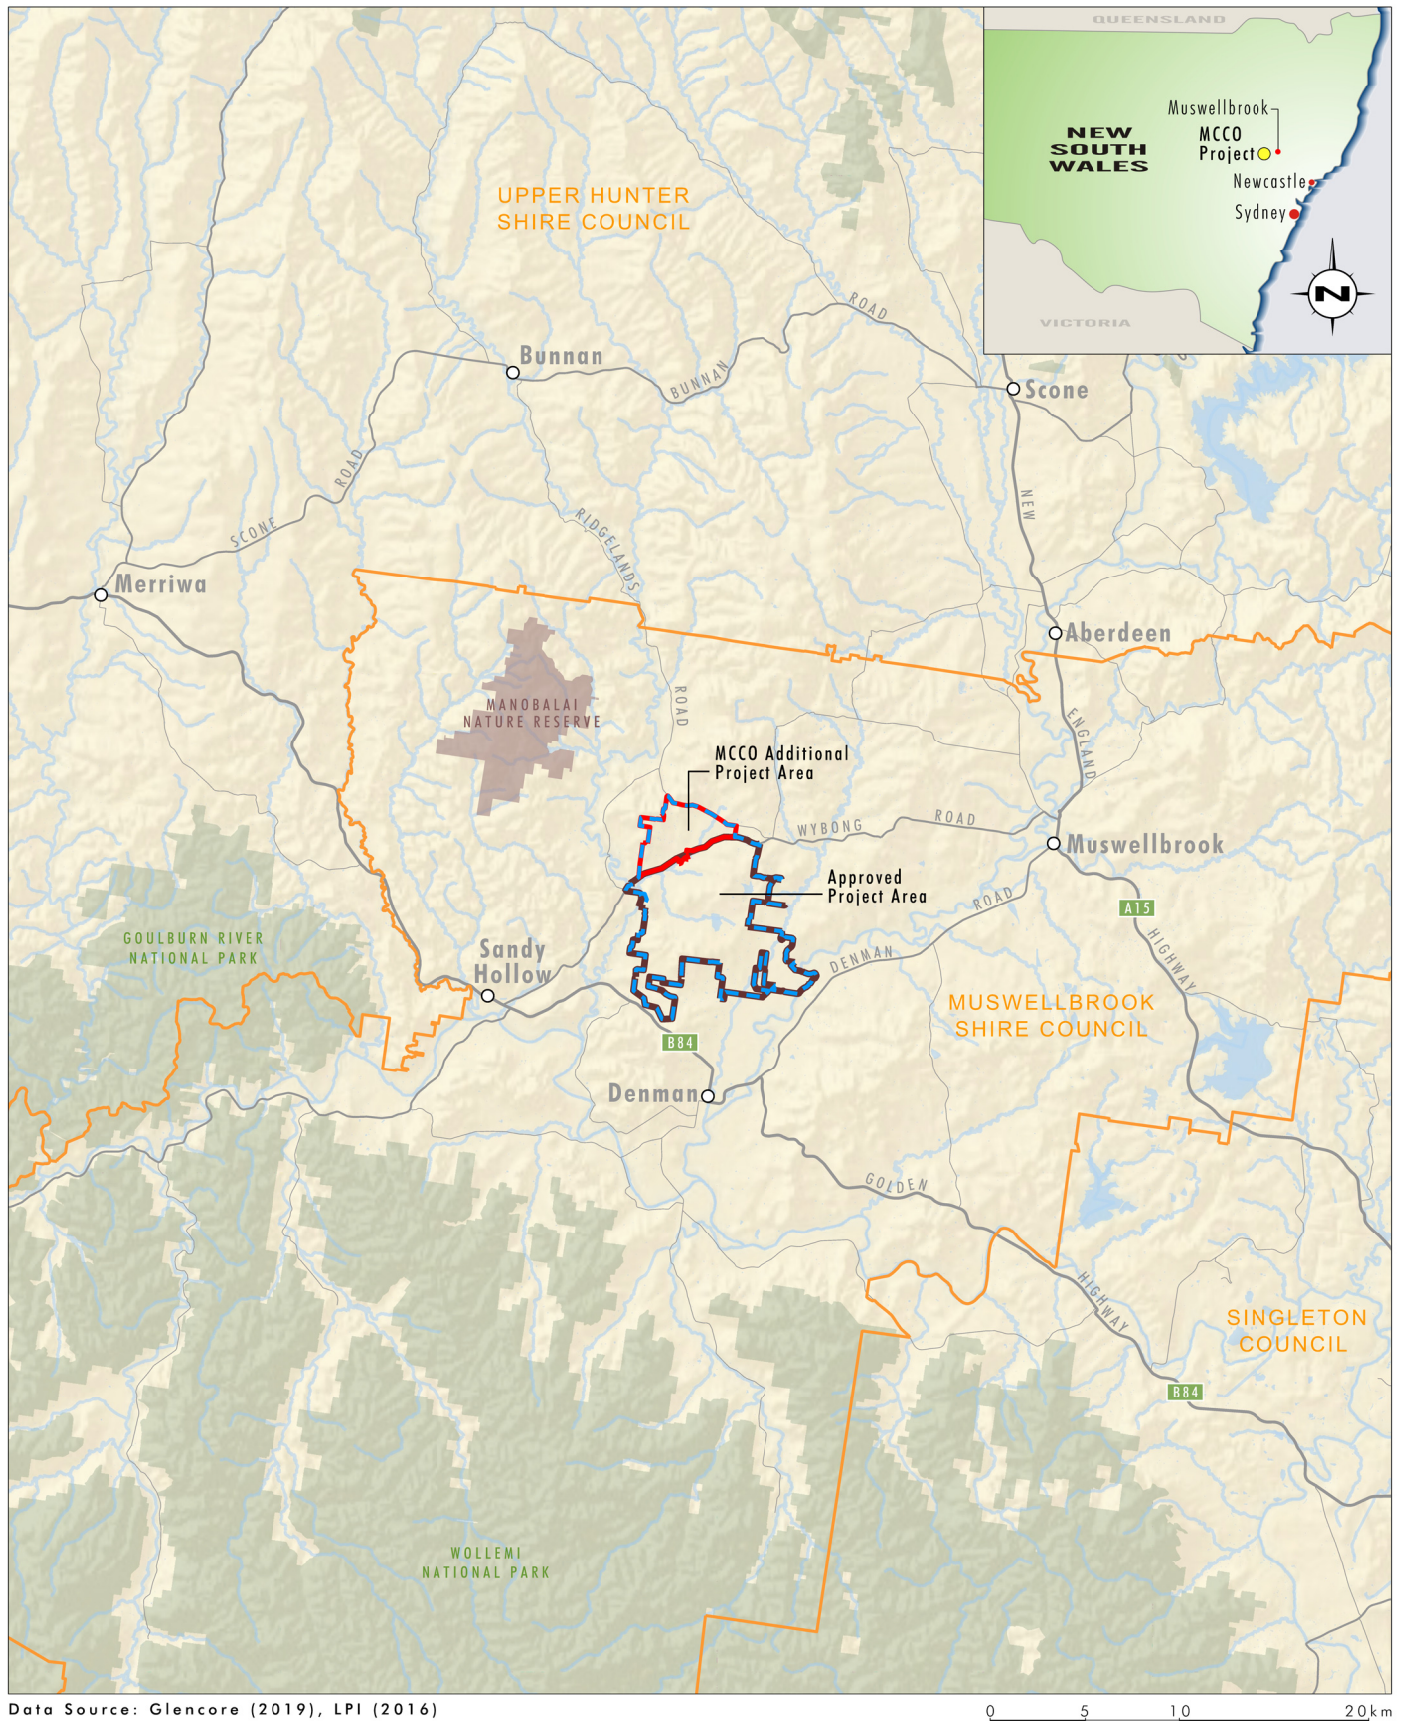 QUEENSLAND
Muswellbrook
MCCO
Project
NEW
SOUTH
WALES
Newcastle
Sydney
N
VICTORIA
UPPER HUNTER
SHIRE COUNCIL
ROAD
Bunnan
BUNNAN
Scone
ROAD
NEW
SCONE
RIDGELANDS
Merriwa
Aberdeen
MANOBALAI
NATURE RESERVE
ROAD
ENGLAND
MCCO Additional
Project Area
WYBONG
ROAD
Muswellbrook
Approved
Project Area
ROAD
A15
GOULBURN RIVER
NATIONAL PARK
Sandy
Hollow
DENMAN
HIGHWAY
MUSWELLBROOK
SHIRE COUNCIL
B84
Denman
GOLDEN
HIGHWAY
SINGLETON
COUNCIL
B84
WOLLEMI
NATIONAL PARK
Data Source: Glencore (2019), LPI (2016)
0 5 10 20km